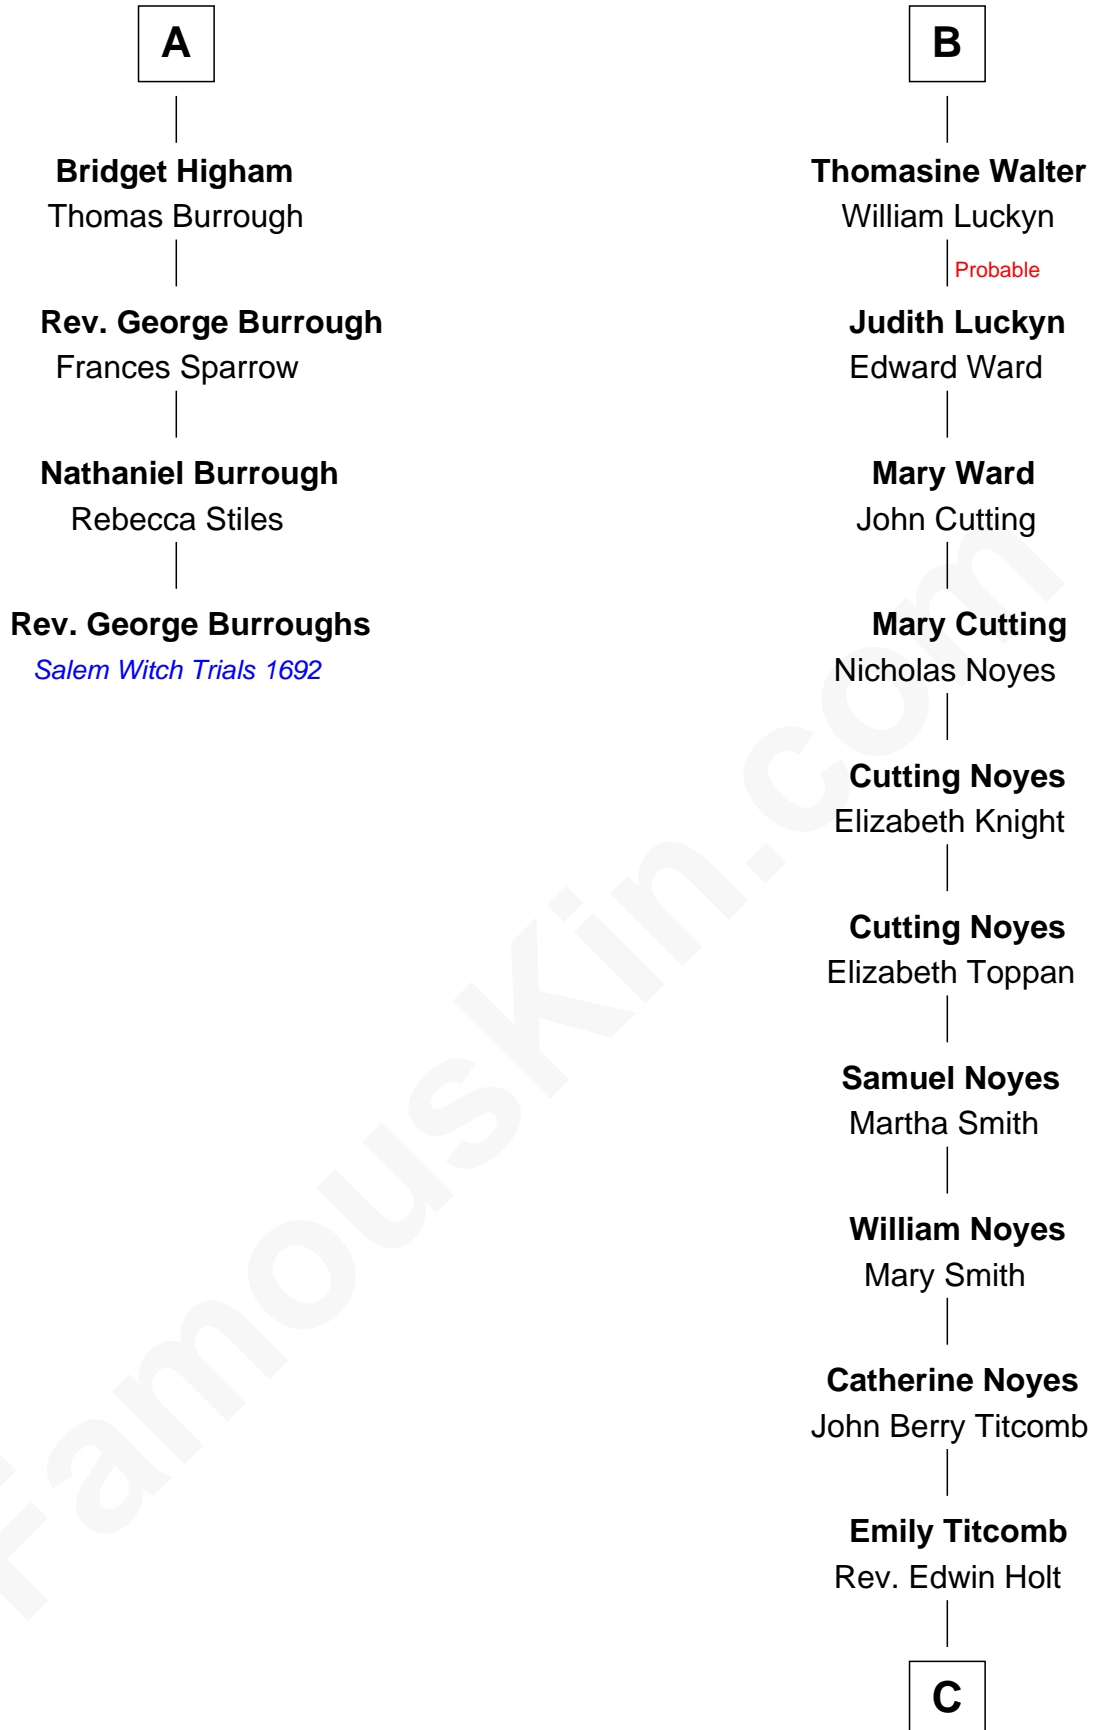 A
Bridget Higham
Thomas Burrough
Rev. George Burrough
Frances Sparrow
Nathaniel Burrough
Rebecca Stiles
Rev. George Burroughs
Salem Witch Trials 1692
B
Thomasine Walter
William Luckyn
Probable
Judith Luckyn
Edward Ward
Mary Ward
John Cutting
Mary Cutting
Nicholas Noyes
Cutting Noyes
Elizabeth Knight
Cutting Noyes
Elizabeth Toppan
Samuel Noyes
Martha Smith
William Noyes
Mary Smith
Catherine Noyes
John Berry Titcomb
Emily Titcomb
Rev. Edwin Holt
C
FamousKin.com